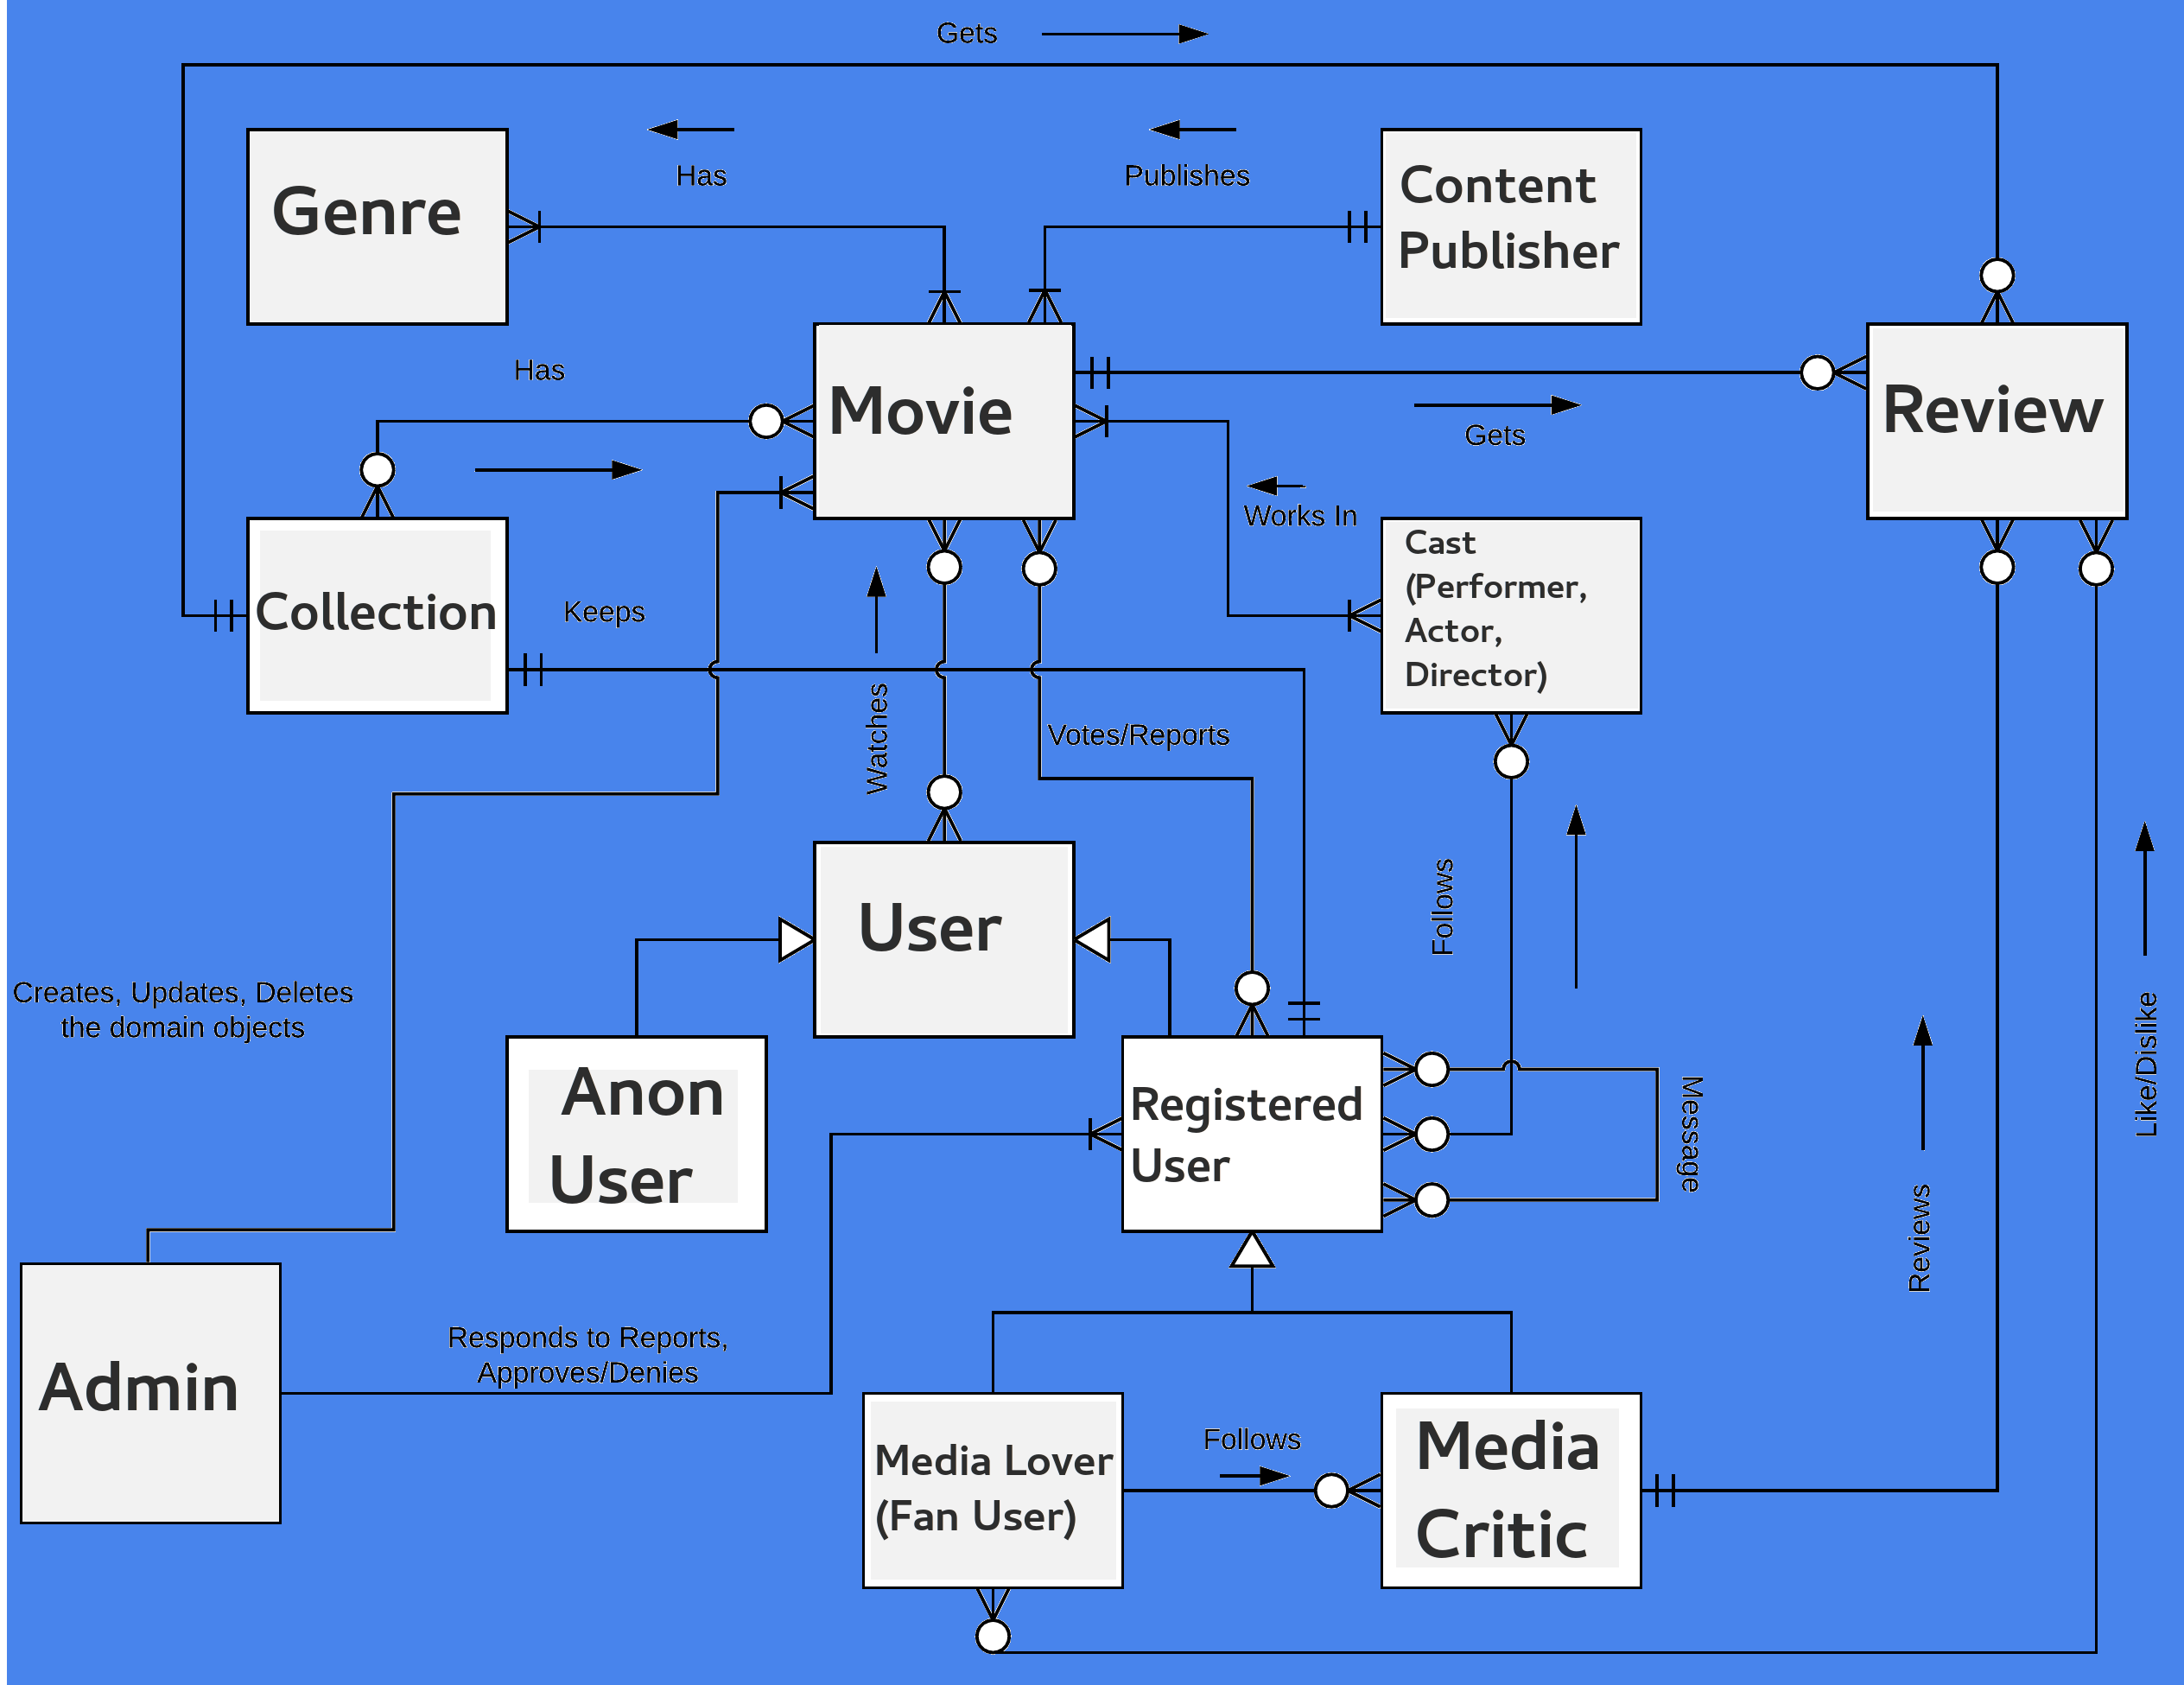 Gets
Has
Publishes
Genre
Content
Publisher
Has
Movie
Gets
Review
Works In
Collection
Keeps
Cast
(Performer,
Actor,
Director)
Watches
Votes/Reports
User
Follows
Creates, Updates, Deletes
the domain objects
Anon
User
Registered
User
Message
Reviews
Like/Dislike
Admin
Responds to Reports,
Approves/Denies
Media Lover
(Fan User)
Follows
Media
Critic